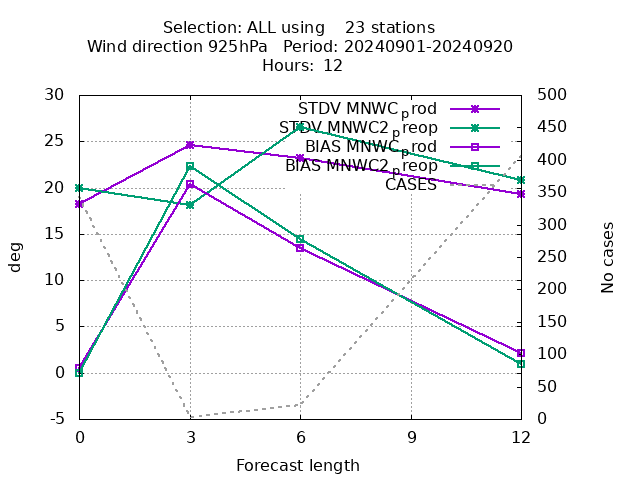 Selection: ALL using    23 stations
Wind direction 925hPa   Period: 20240901-20240920
Hours:  12
STDV MNWC_prod
STDV MNWC2_preop
BIAS MNWC_prod
BIAS MNWC2_preop
CASES
deg
30
25
20
15
10
5
0
-5
No cases
500
450
400
350
300
250
200
150
100
50
0
0 3 6 9 12
Forecast length